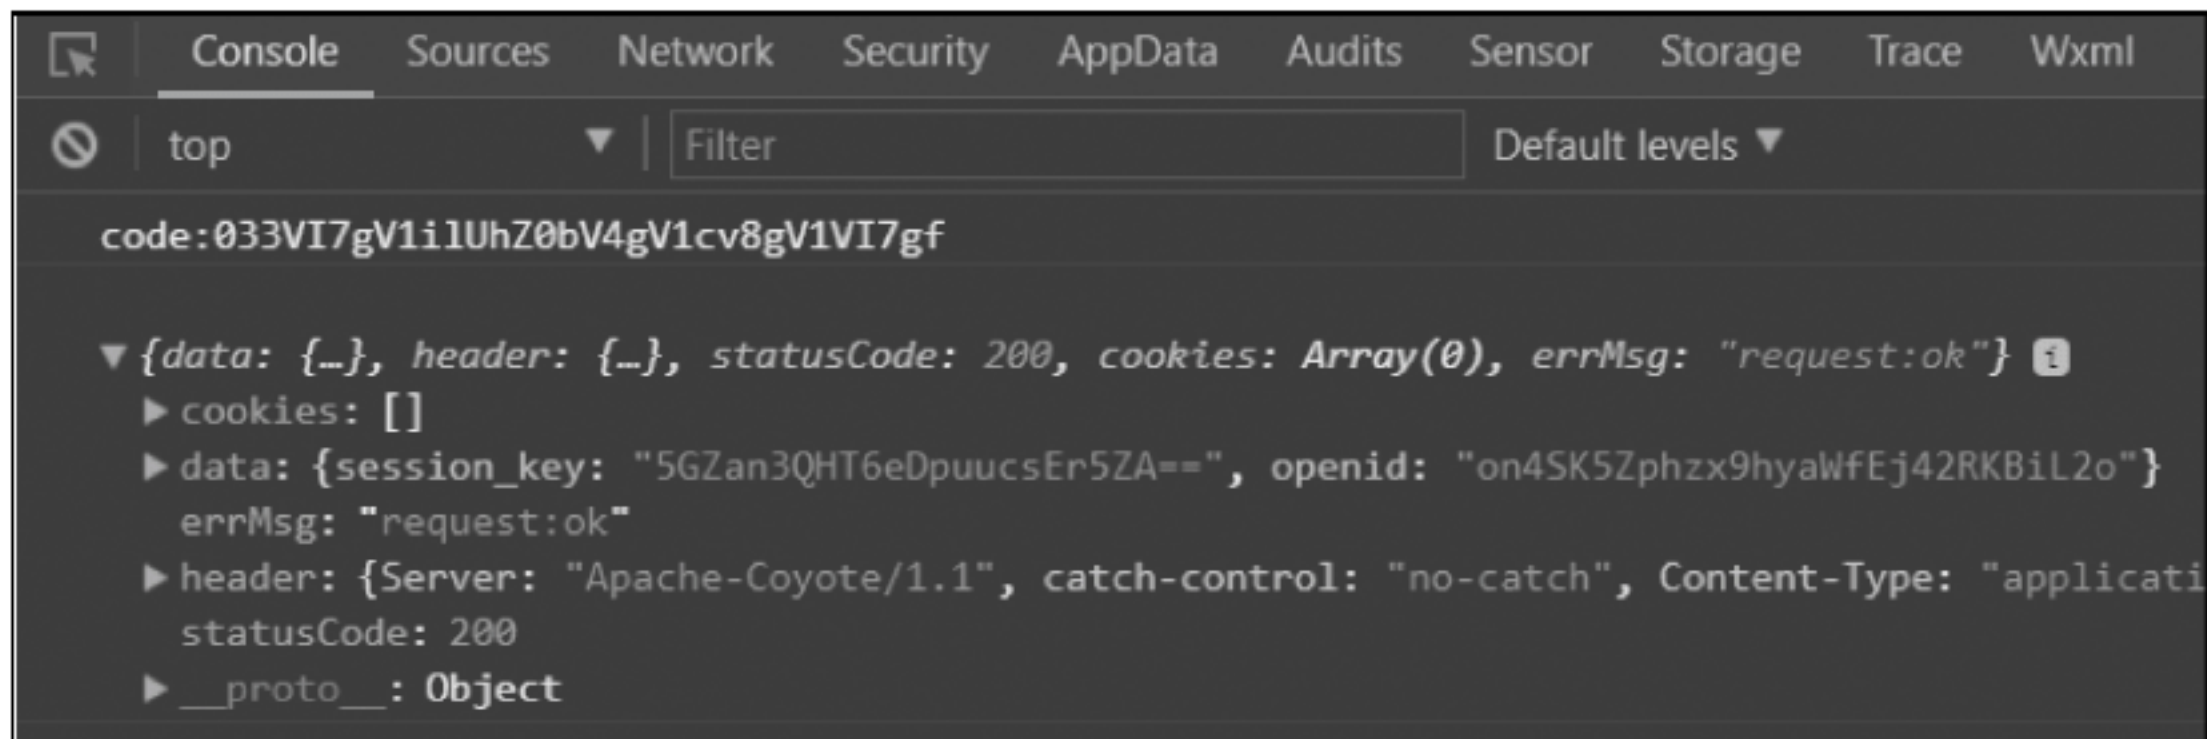 Console Sources Network Security AppData Audits Sensor Storage Trace Wxml
top Filter Default levels
code:033VI7gV1ilUhZ0bV4gV1cv8gV1VI7gf
{data: {…}, header: {…}, statusCode: 200, cookies: Array(0), errMsg: "request:ok"} i
cookies: []
data: {session_key: "5GZan3QHT6eDpuucsEr5ZA==", openid: "on4SK5Zphzx9hyaWfEj42RKBiL2o"}
errMsg: "request:ok"
header: {Server: "Apache-Coyote/1.1", catch-control: "no-catch", Content-Type: "applicati
statusCode: 200
__proto__: Object